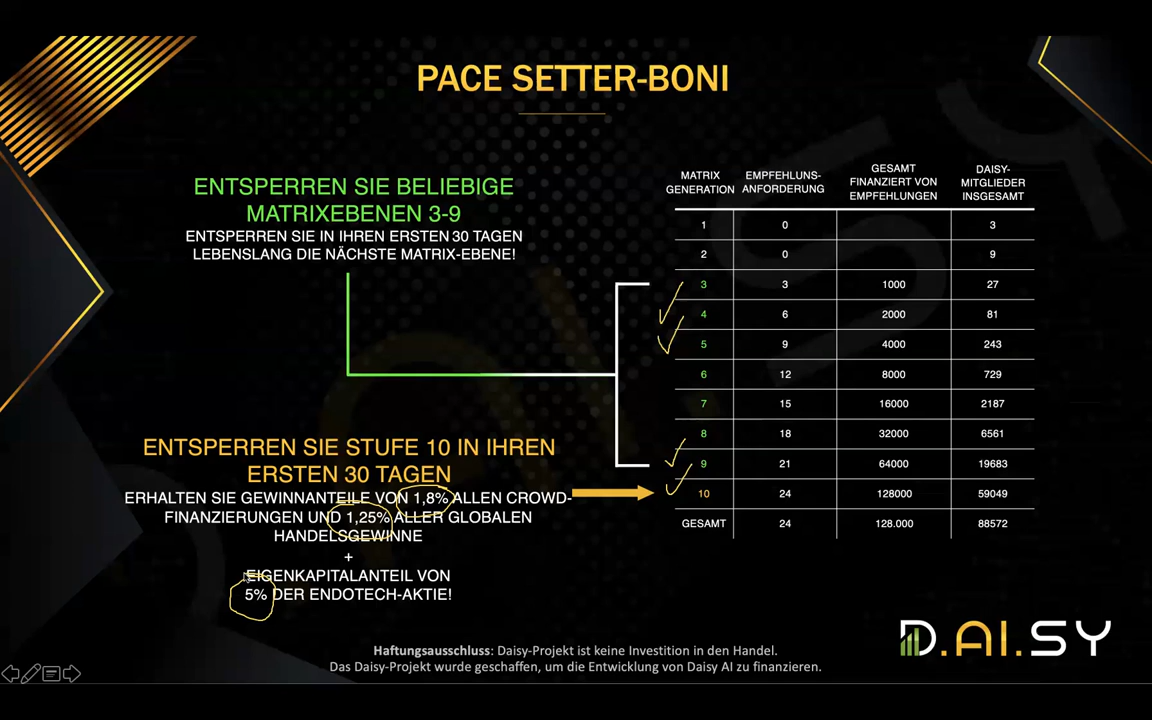 PACE SETTER-BONI
ENTSPERREN SIE BELIEBIGE
MATRIXEBENEN 3-9
ENTSPERREN SIE IN IHREN ERSTEN 30 TAGEN
LEBENSLANG DIE NÄCHSTE MATRIX-EBENE!
ENTSPERREN SIE STUFE 10 IN IHREN
ERSTEN 30 TAGEN
ERHALTEN SIE GEWINNANTEILE VON 1,8% ALLEN CROWD-
FINANZIERUNGEN UND 1,25% ALLER GLOBALEN
HANDELSGEWINNE
+
EIGENKAPITALANTEIL VON
5% DER ENDOTECH-AKTIE!
MATRIX GENERATION EMPFEHLUNS-ANFORDERUNG GESAMT FINANZIERT VON EMPFEHLUNGEN DAISY-MITGLIEDER INSGESAMT
1 0 3
2 0 9
3 3 1000 27
4 6 2000 81
5 9 4000 243
6 12 8000 729
7 15 16000 2187
8 18 32000 6561
9 21 64000 19683
10 24 128000 59049
GESAMT 24 128.000 88572
D.AI.SY
Haftungsausschluss: Daisy-Projekt ist keine Investition in den Handel.
Das Daisy-Projekt wurde geschaffen, um die Entwicklung von Daisy AI zu finanzieren.